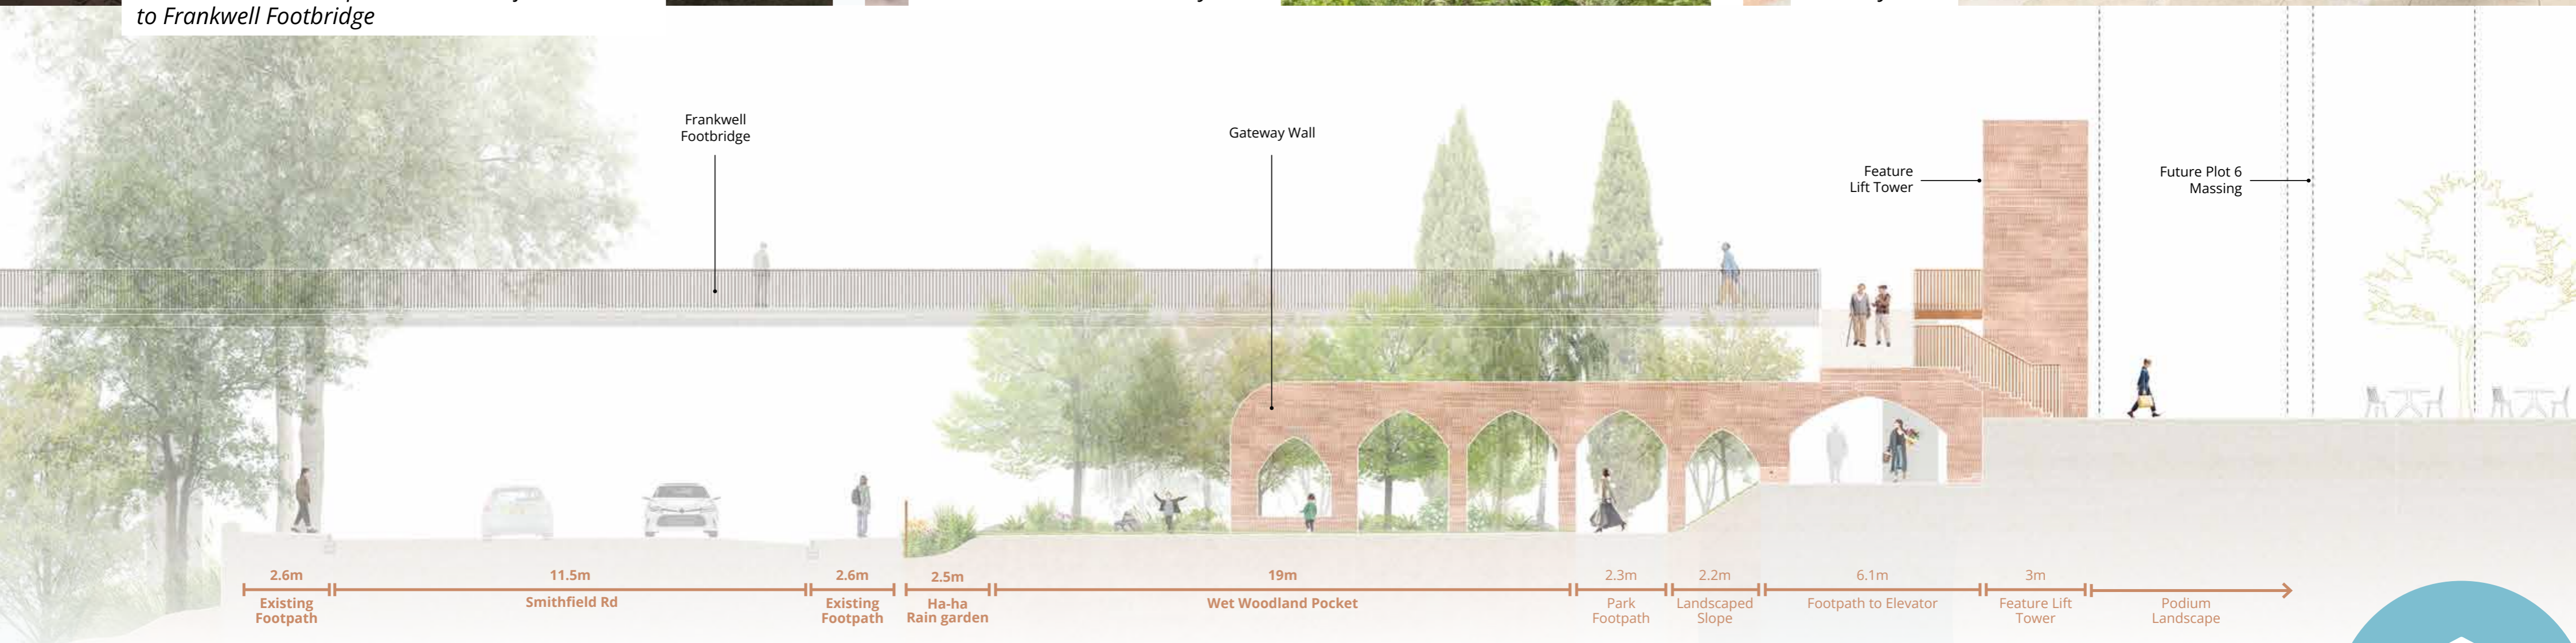 to Frankwell Footbridge
Frankwell
Footbridge
Gateway Wall
Feature
Lift Tower
Future Plot 6
Massing
2.6m
Existing
Footpath
11.5m
Smithfield Rd
2.6m
Existing
Footpath
2.5m
Ha-ha
Rain garden
19m
Wet Woodland Pocket
2.3m
Park
Footpath
2.2m
Landscaped
Slope
6.1m
Footpath to Elevator
3m
Feature Lift
Tower
Podium
Landscape